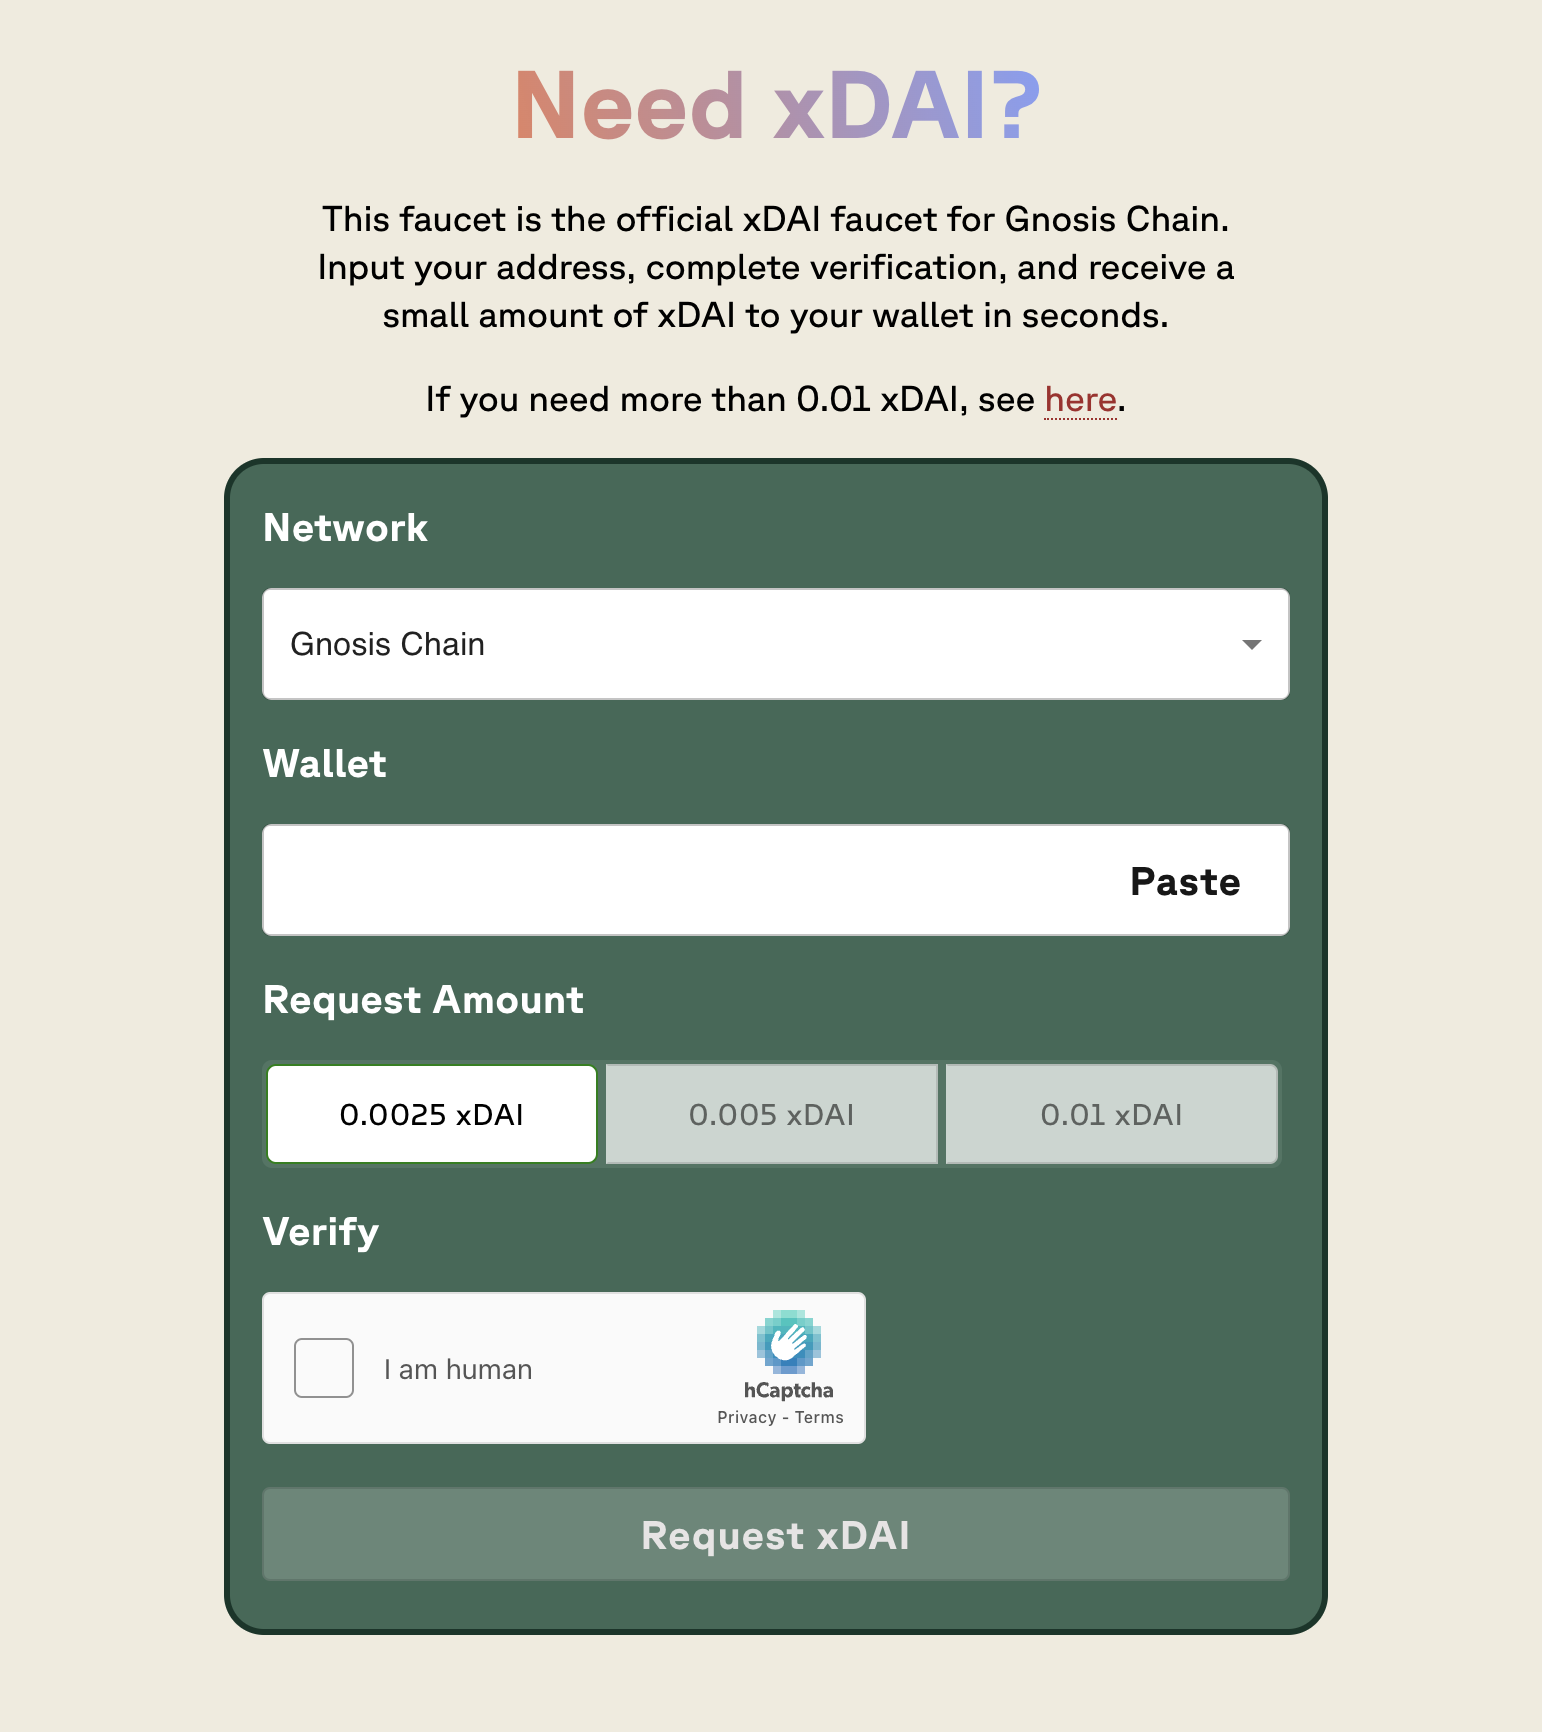 Need xDAI?
This faucet is the official xDAI faucet for Gnosis Chain.
Input your address, complete verification, and receive a
small amount of xDAI to your wallet in seconds.
If you need more than 0.01 xDAI, see here.
Network
Gnosis Chain
Wallet
Paste
Request Amount
0.0025 xDAI
0.005 xDAI
0.01 xDAI
Verify
I am human
hCaptcha
Privacy - Terms
Request xDAI